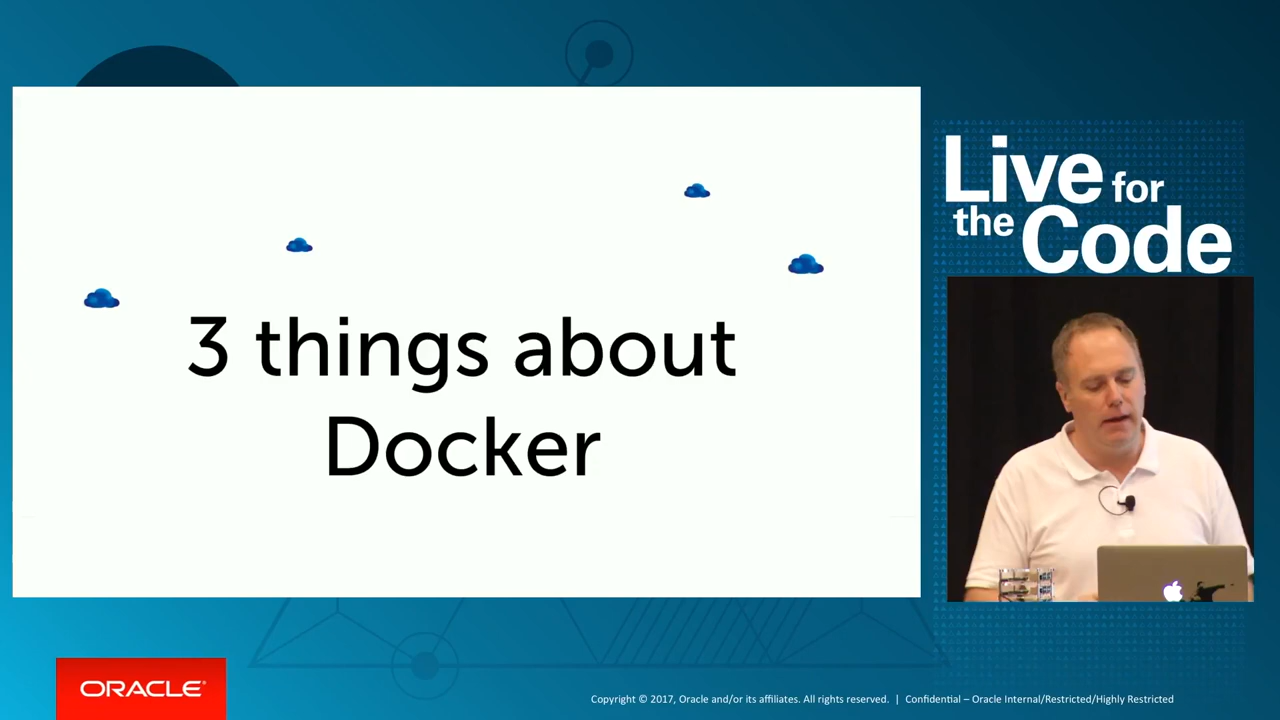 3 things about
Docker
Live for
the Code
ORACLE®
Copyright © 2017, Oracle and/or its affiliates. All rights reserved. | Confidential – Oracle Internal/Restricted/Highly Restricted